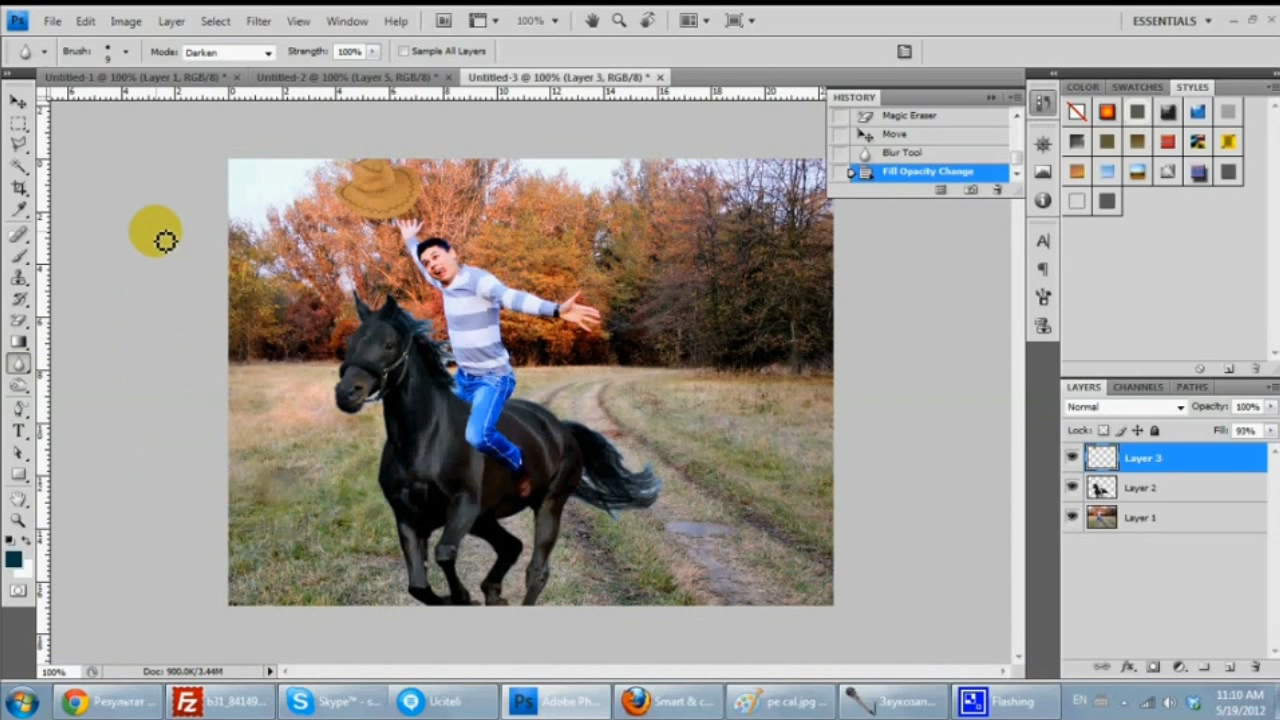 Ps File Edit Image Layer Select Filter View Window Help Br 100% ESSENTIALS
Brush: 9 Mode: Darken Strength: 100% Sample All Layers
Untitled-1 @ 100% (Layer 1, RGB/8) * × Untitled-2 @ 100% (Layer 5, RGB/8) * × Untitled-3 @ 100% (Layer 3, RGB/8) * ×
HISTORY
Magic Eraser
Move
Blur Tool
Fill Opacity Change
COLOR SWATCHES STYLES
LAYERS CHANNELS PATHS
Normal Opacity: 100%
Lock: Fill: 93%
Layer 3
Layer 2
Layer 1
100% Doc: 900.0K/3.44M
Результат ... b31_84149... Skype™ - s... Uciteli Ps Adobe Ph... Smart & c... pe cal.jpg ... Звукозап... Flashing EN 11:10 AM
5/19/2012